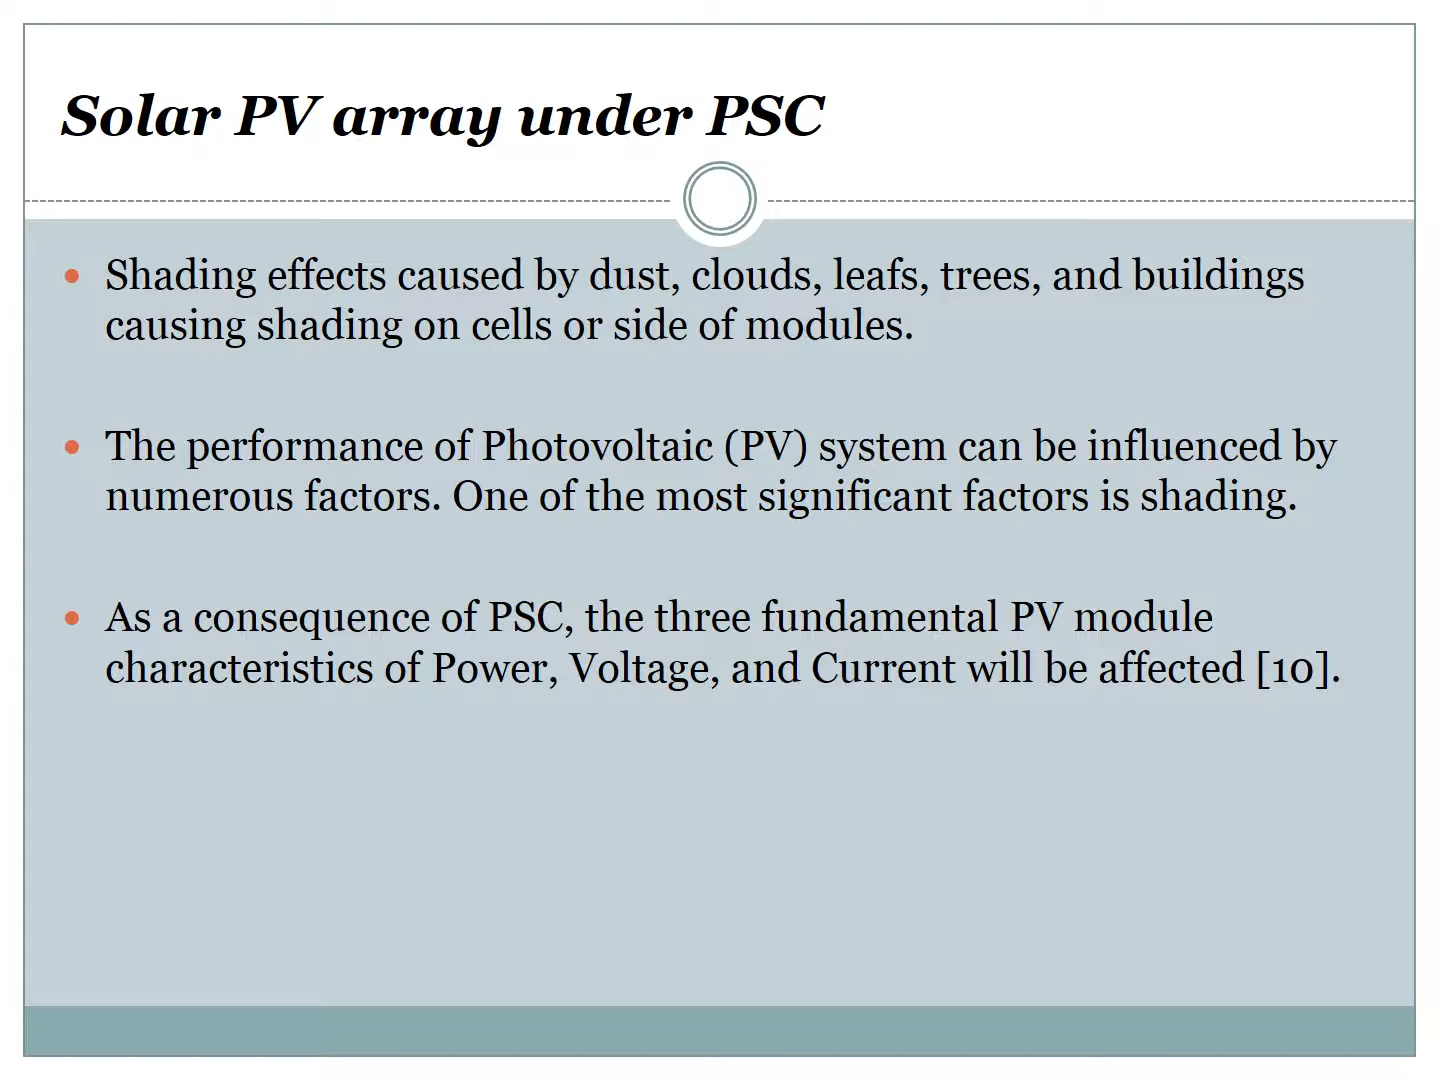 Solar PV array under PSC
Shading effects caused by dust, clouds, leafs, trees, and buildings
causing shading on cells or side of modules.
The performance of Photovoltaic (PV) system can be influenced by
numerous factors. One of the most significant factors is shading.
As a consequence of PSC, the three fundamental PV module
characteristics of Power, Voltage, and Current will be affected [10].